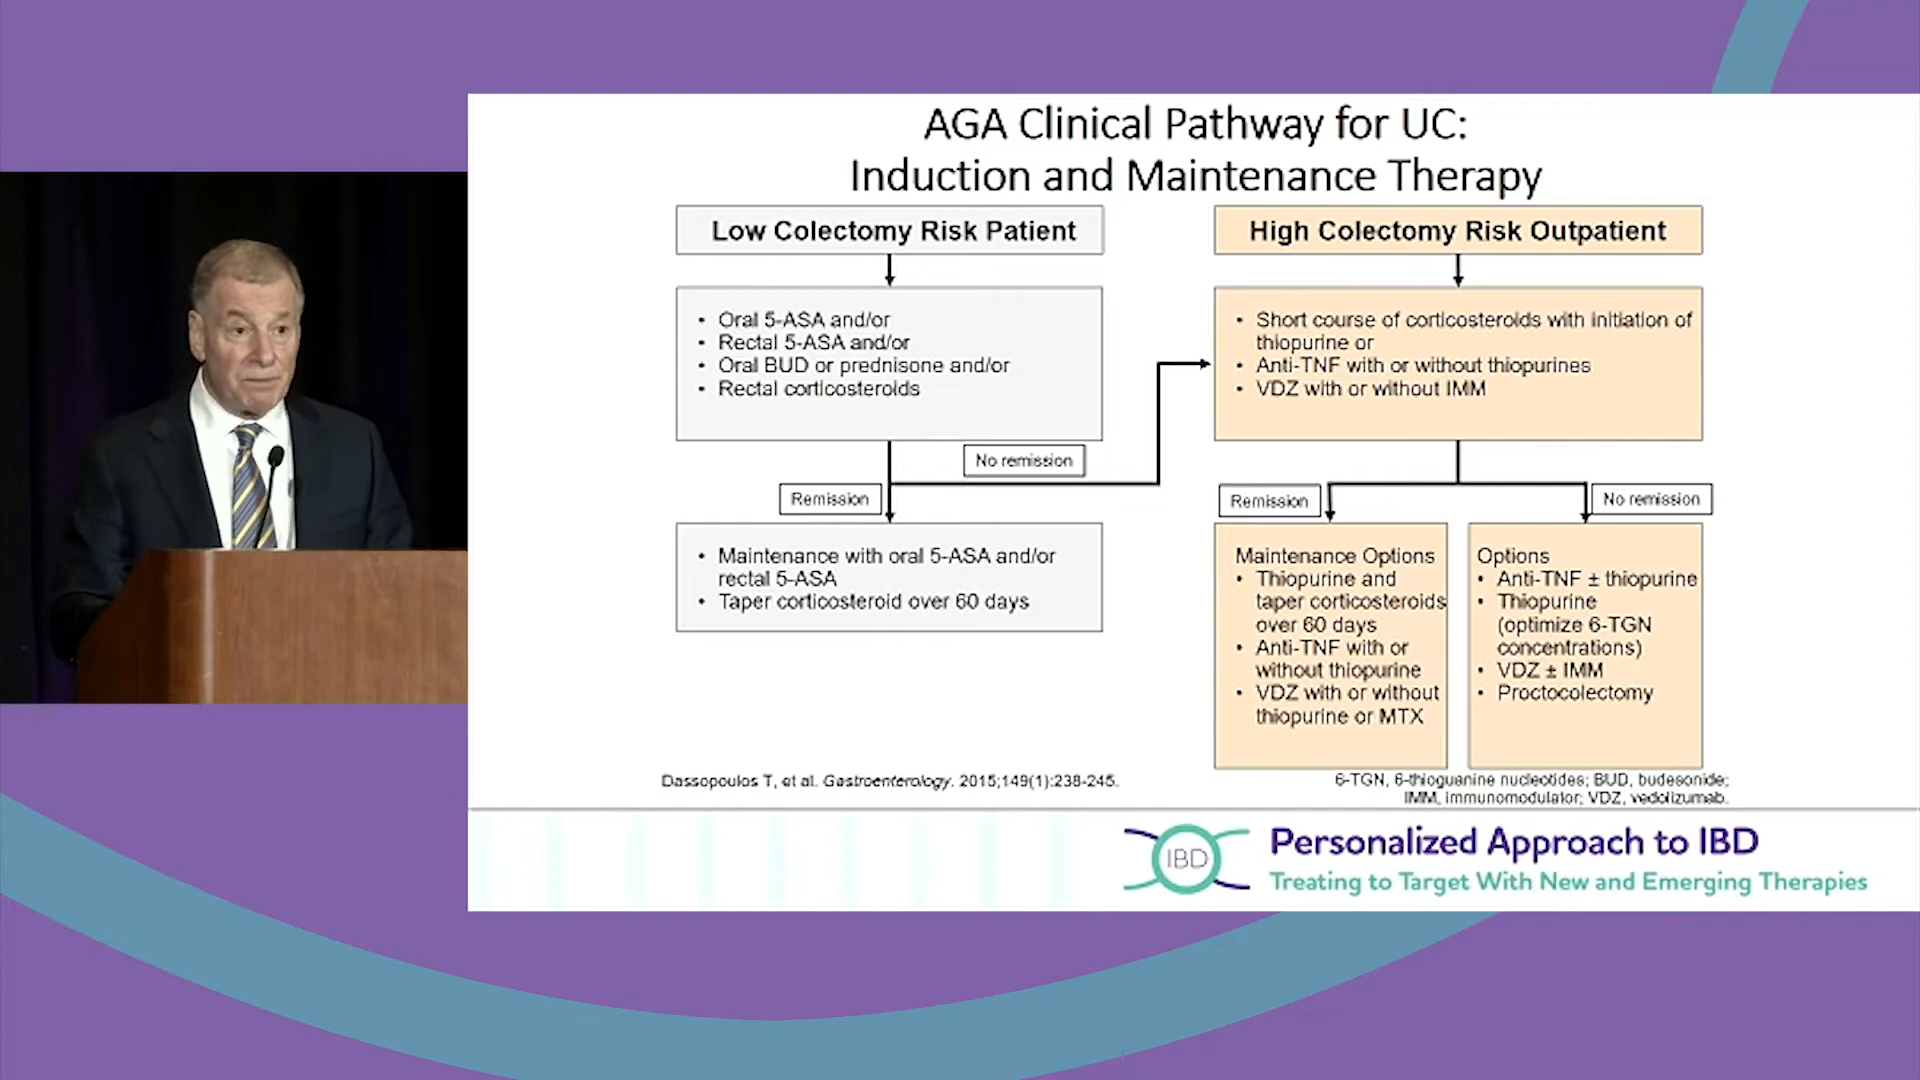 AGA Clinical Pathway for UC:
Induction and Maintenance Therapy
Low Colectomy Risk Patient
• Oral 5-ASA and/or
• Rectal 5-ASA and/or
• Oral BUD or prednisone and/or
• Rectal corticosteroids
No remission
Remission
• Maintenance with oral 5-ASA and/or
rectal 5-ASA
• Taper corticosteroid over 60 days
High Colectomy Risk Outpatient
• Short course of corticosteroids with initiation of
thiopurine or
• Anti-TNF with or without thiopurines
• VDZ with or without IMM
Remission
No remission
Maintenance Options
• Thiopurine and
taper corticosteroids
over 60 days
• Anti-TNF with or
without thiopurine
• VDZ with or without
thiopurine or MTX
Options
• Anti-TNF ± thiopurine
• Thiopurine
(optimize 6-TGN
concentrations)
• VDZ ± IMM
• Proctocolectomy
Dassopoulos T, et al. Gastroenterology. 2015;149(1):238-245.
6-TGN, 6-thioguanine nucleotides; BUD, budesonide;
IMM, immunomodulator; VDZ, vedolizumab.
IBD
Personalized Approach to IBD
Treating to Target With New and Emerging Therapies